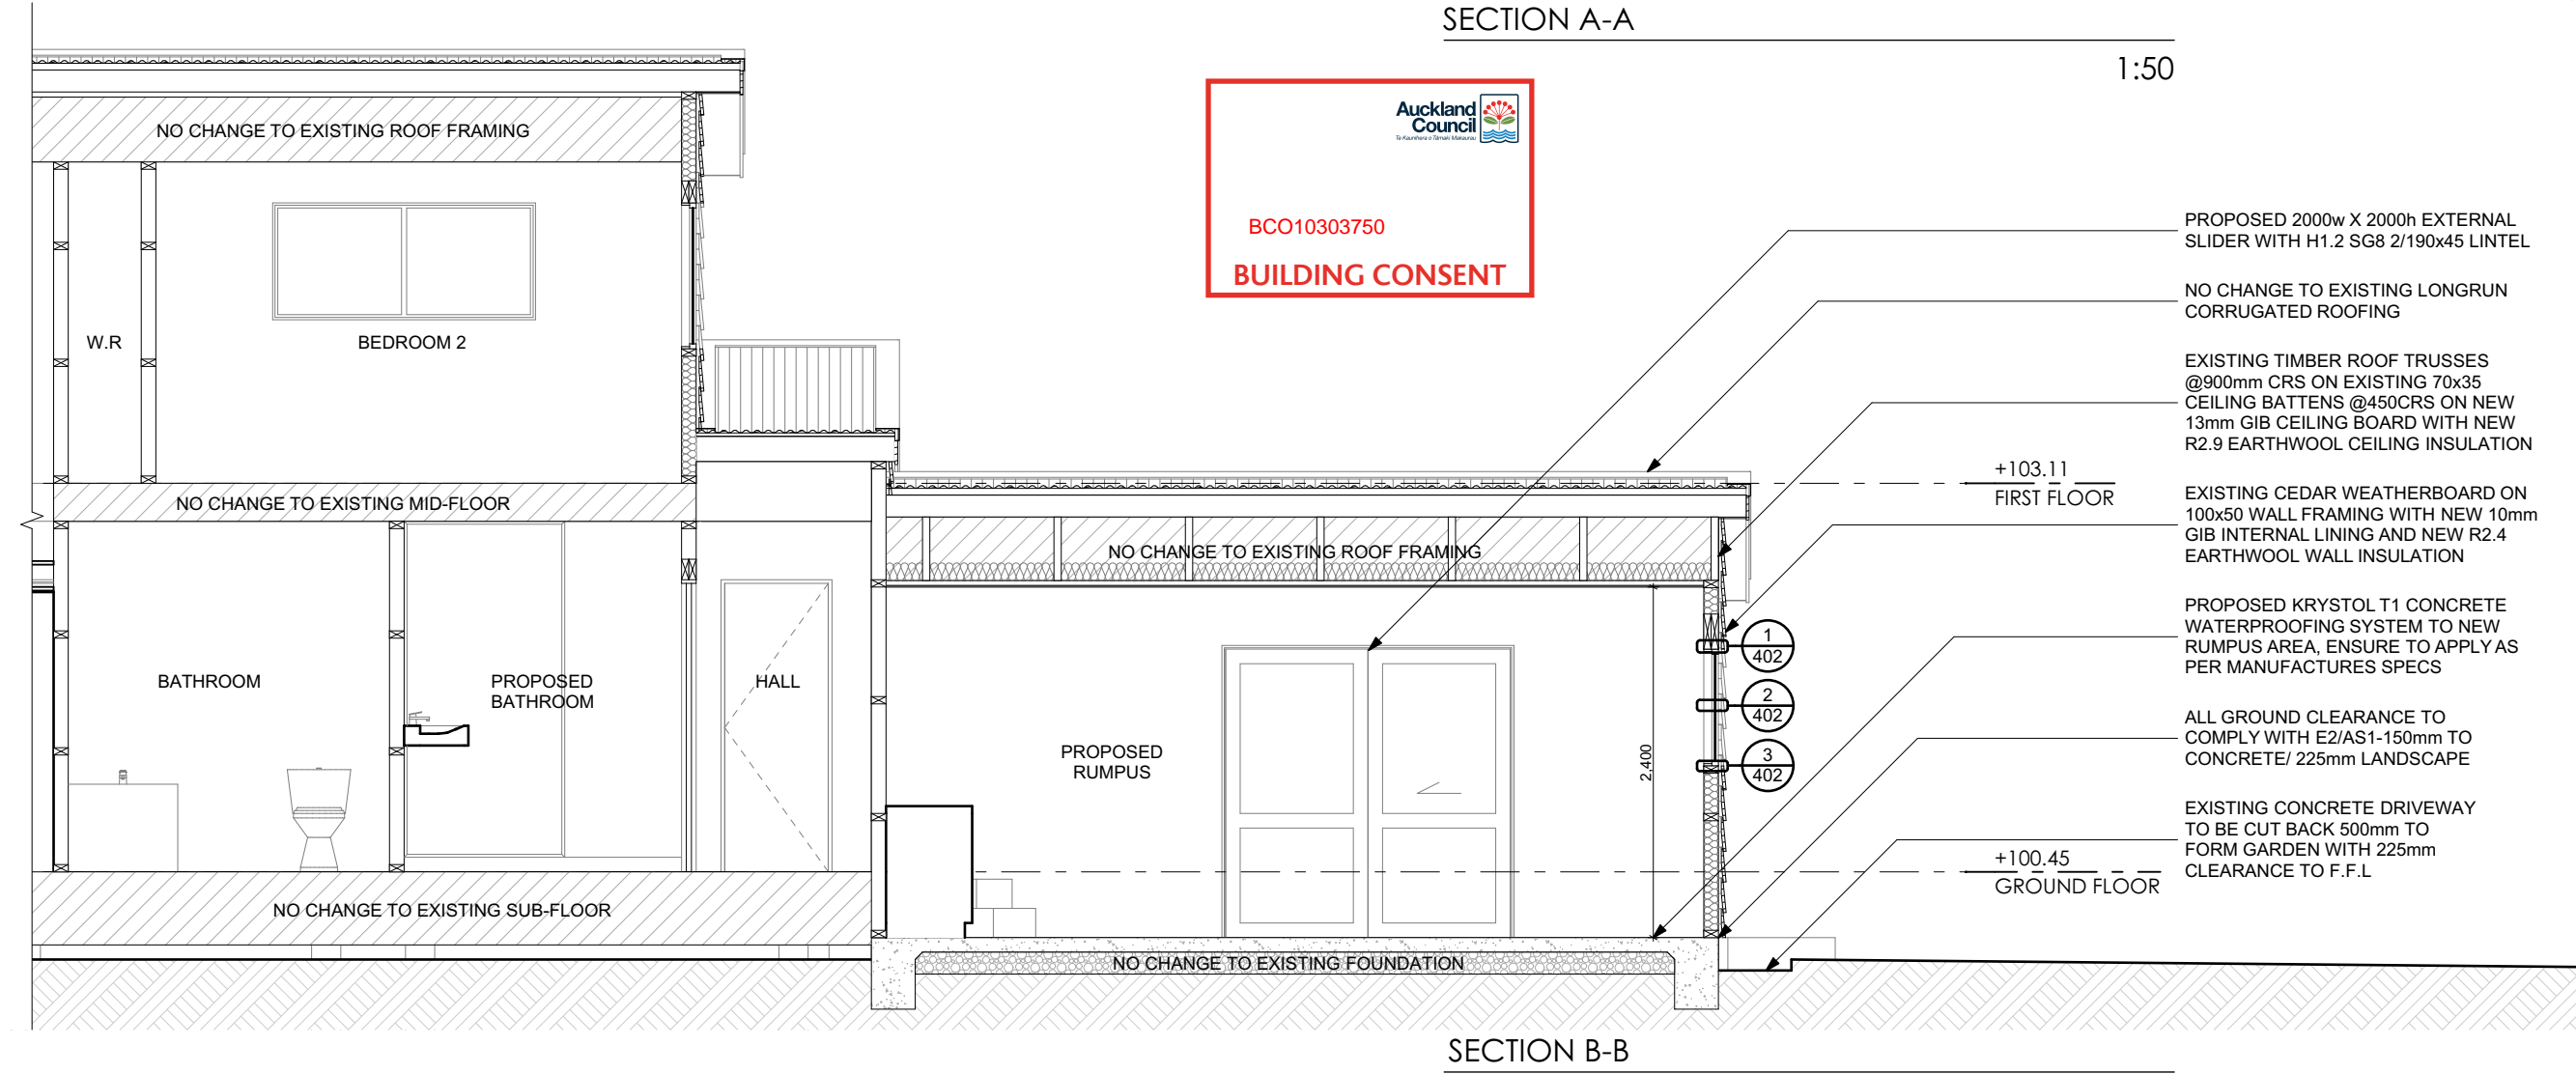 SECTION A-A
1:50
Auckland
Council
Te Kaunihera o Tāmaki Makaurau
BCO10303750
BUILDING CONSENT
NO CHANGE TO EXISTING ROOF FRAMING
W.R
BEDROOM 2
NO CHANGE TO EXISTING MID-FLOOR
NO CHANGE TO EXISTING ROOF FRAMING
BATHROOM
PROPOSED
BATHROOM
HALL
PROPOSED
RUMPUS
2,400
1
402
2
402
3
402
NO CHANGE TO EXISTING SUB-FLOOR
NO CHANGE TO EXISTING FOUNDATION
+103.11
FIRST FLOOR
+100.45
GROUND FLOOR
PROPOSED 2000w X 2000h EXTERNAL
SLIDER WITH H1.2 SG8 2/190x45 LINTEL
NO CHANGE TO EXISTING LONGRUN
CORRUGATED ROOFING
EXISTING TIMBER ROOF TRUSSES
@900mm CRS ON EXISTING 70x35
CEILING BATTENS @450CRS ON NEW
13mm GIB CEILING BOARD WITH NEW
R2.9 EARTHWOOL CEILING INSULATION
EXISTING CEDAR WEATHERBOARD ON
100x50 WALL FRAMING WITH NEW 10mm
GIB INTERNAL LINING AND NEW R2.4
EARTHWOOL WALL INSULATION
PROPOSED KRYSTOL T1 CONCRETE
WATERPROOFING SYSTEM TO NEW
RUMPUS AREA, ENSURE TO APPLY AS
PER MANUFACTURES SPECS
ALL GROUND CLEARANCE TO
COMPLY WITH E2/AS1-150mm TO
CONCRETE/ 225mm LANDSCAPE
EXISTING CONCRETE DRIVEWAY
TO BE CUT BACK 500mm TO
FORM GARDEN WITH 225mm
CLEARANCE TO F.F.L
SECTION B-B